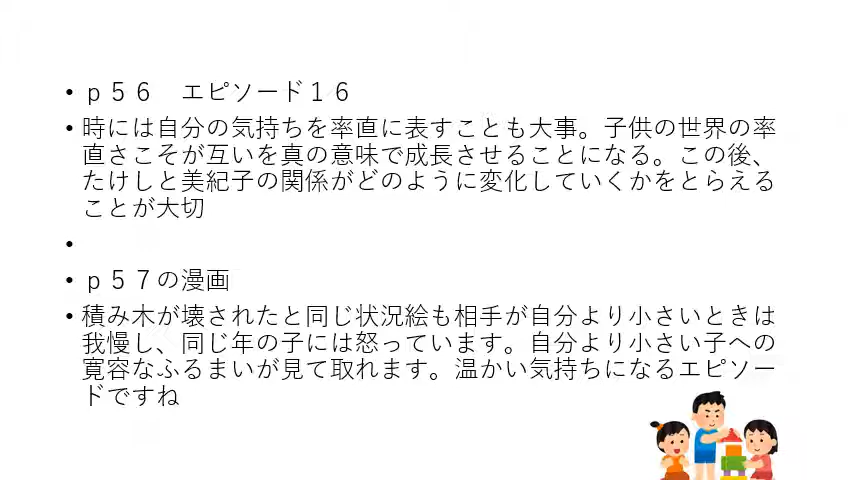 • ｐ５６　エピソード１６
• 時には自分の気持ちを率直に表すことも大事。子供の世界の率
直さこそが互いを真の意味で成長させることになる。この後、
たけしと美紀子の関係がどのように変化していくかをとらえる
ことが大切
•
• ｐ５７の漫画
• 積み木が壊されたと同じ状況絵も相手が自分より小さいときは
我慢し、同じ年の子には怒っています。自分より小さい子への
寛容なふるまいが見て取れます。温かい気持ちになるエピソー
ドですね